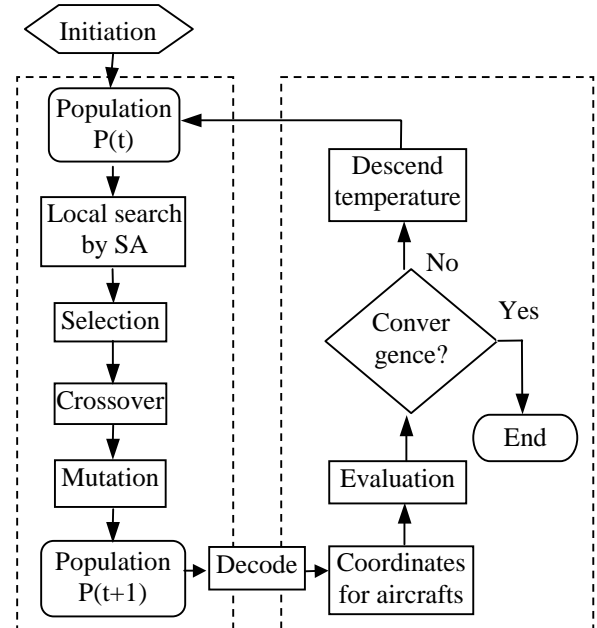 Initiation
Population
P(t)
Local search
by SA
Selection
Crossover
Mutation
Population
P(t+1)
Decode
Coordinates
for aircrafts
Evaluation
Conver
gence?
No
Yes
Descend
temperature
End